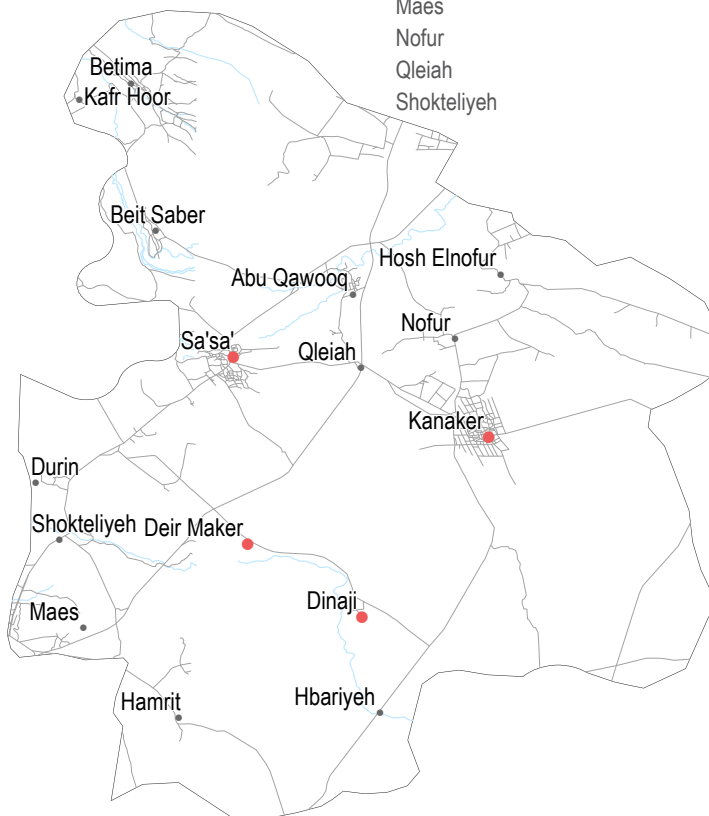 Maes
Nofur
Qleiah
Shokteliyeh
Betima
Kafr Hoor
Beit Saber
Hosh Elnofur
Abu Qawooq
Nofur
Sa'sa'
Qleiah
Kanaker
Durin
Shokteliyeh
Deir Maker
Dinaji
Maes
Hbariyeh
Hamrit